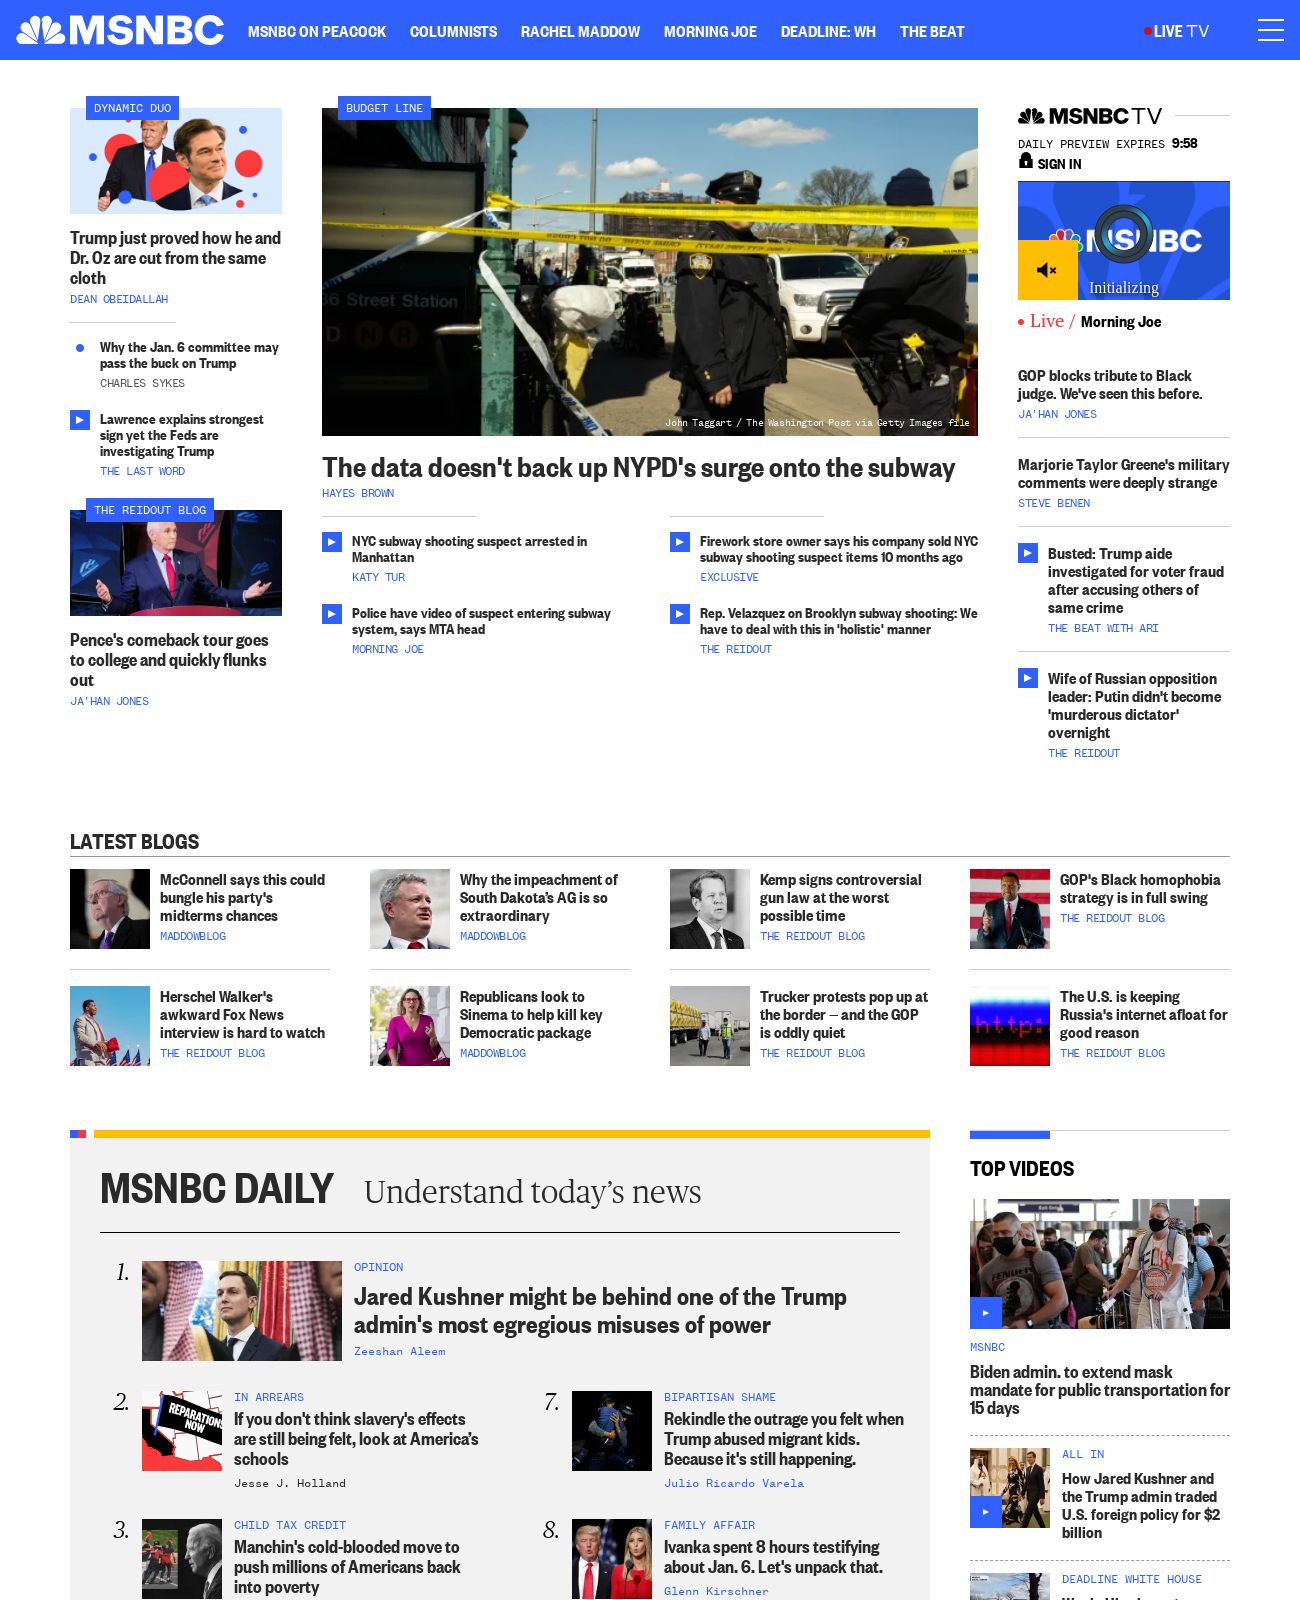 MSNBC
MSNBC ON PEACOCK
COLUMNISTS
RACHEL MADDOW
MORNING JOE
DEADLINE: WH
THE BEAT
LIVE TV
DYNAMIC DUO
Trump just proved how he and
Dr. Oz are cut from the same
cloth
DEAN OBEIDALLAH
Why the Jan. 6 committee may
pass the buck on Trump
CHARLES SYKES
Lawrence explains strongest
sign yet the Feds are
investigating Trump
THE LAST WORD
THE REIDOUT BLOG
Pence's comeback tour goes
to college and quickly flunks
out
JA'HAN JONES
BUDGET LINE
36 Street Station
D N R
John Taggart / The Washington Post via Getty Images file
The data doesn't back up NYPD's surge onto the subway
HAYES BROWN
NYC subway shooting suspect arrested in
Manhattan
KATY TUR
Police have video of suspect entering subway
system, says MTA head
MORNING JOE
Firework store owner says his company sold NYC
subway shooting suspect items 10 months ago
EXCLUSIVE
Rep. Velazquez on Brooklyn subway shooting: We
have to deal with this in 'holistic' manner
THE REIDOUT
MSNBC TV
DAILY PREVIEW EXPIRES 9:58
SIGN IN
MSNBC
Initializing
Live / Morning Joe
GOP blocks tribute to Black
judge. We've seen this before.
JA'HAN JONES
Marjorie Taylor Greene's military
comments were deeply strange
STEVE BENEN
Busted: Trump aide
investigated for voter fraud
after accusing others of
same crime
THE BEAT WITH ARI
Wife of Russian opposition
leader: Putin didn't become
'murderous dictator'
overnight
THE REIDOUT
LATEST BLOGS
McConnell says this could
bungle his party's
midterms chances
MADDOWBLOG
Why the impeachment of
South Dakota's AG is so
extraordinary
MADDOWBLOG
Kemp signs controversial
gun law at the worst
possible time
THE REIDOUT BLOG
GOP's Black homophobia
strategy is in full swing
THE REIDOUT BLOG
Herschel Walker's
awkward Fox News
interview is hard to watch
THE REIDOUT BLOG
Republicans look to
Sinema to help kill key
Democratic package
MADDOWBLOG
Trucker protests pop up at
the border — and the GOP
is oddly quiet
THE REIDOUT BLOG
http:
The U.S. is keeping
Russia's internet afloat for
good reason
THE REIDOUT BLOG
MSNBC DAILY
Understand today's news
1.
OPINION
Jared Kushner might be behind one of the Trump
admin's most egregious misuses of power
Zeeshan Aleem
2.
REPARATIONS
NOW
IN ARREARS
If you don't think slavery's effects
are still being felt, look at America's
schools
Jesse J. Holland
3.
CHILD TAX CREDIT
Manchin's cold-blooded move to
push millions of Americans back
into poverty
7.
BIPARTISAN SHAME
Rekindle the outrage you felt when
Trump abused migrant kids.
Because it's still happening.
Julio Ricardo Varela
8.
FAMILY AFFAIR
Ivanka spent 8 hours testifying
about Jan. 6. Let's unpack that.
Glenn Kirschner
TOP VIDEOS
MSNBC
Biden admin. to extend mask
mandate for public transportation for
15 days
ALL IN
How Jared Kushner and
the Trump admin traded
U.S. foreign policy for $2
billion
DEADLINE WHITE HOUSE